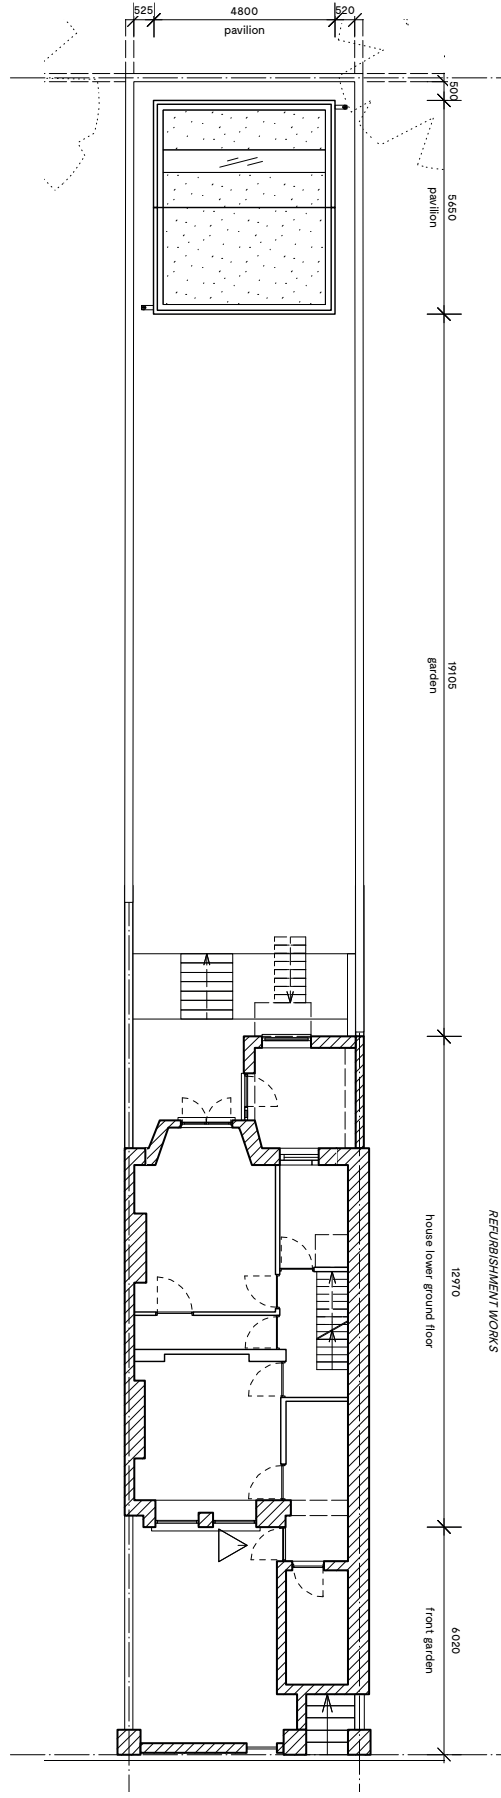 525
4800
520
pavilion
500
5650
pavilion
19105
garden
12970
house lower ground floor
REFURBISHMENT WORKS
6020
front garden